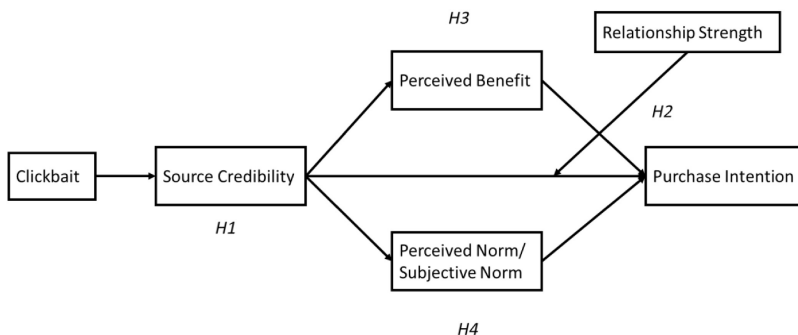 H3
Relationship Strength
Perceived Benefit
H2
Clickbait
Source Credibility
Purchase Intention
H1
Perceived Norm/
Subjective Norm
H4